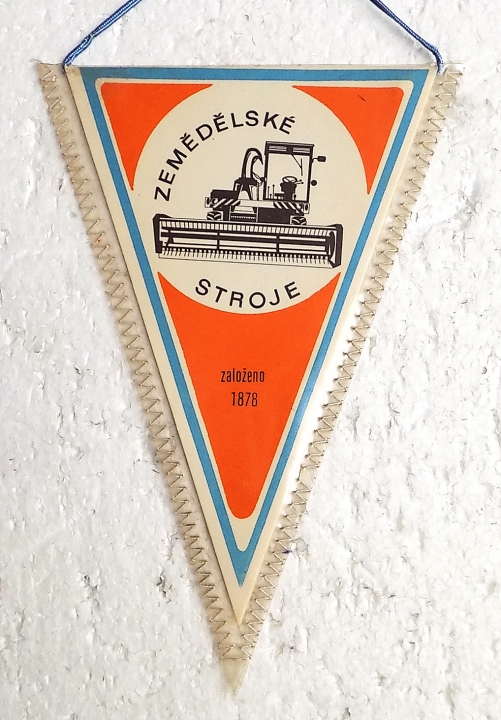 ZEMĚDĚLSKÉ
STROJE
založeno
1878